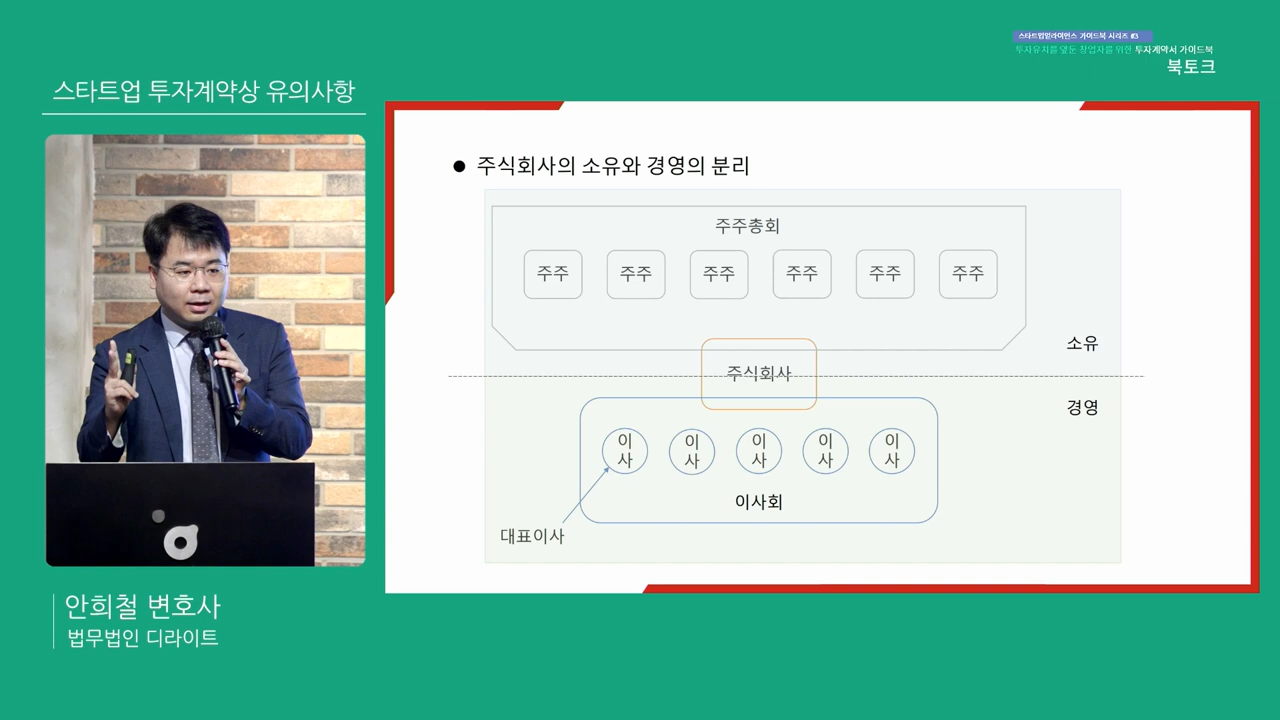 스타트업얼라이언스 가이드북 시리즈 #3
투자유치를 앞둔 창업자를 위한 투자계약서 가이드북
북토크
스타트업 투자계약상 유의사항
● 주식회사의 소유와 경영의 분리
주주총회
주주 주주 주주 주주 주주 주주
소유
주식회사
경영
이사 이사 이사 이사 이사
이사회
대표이사
안희철 변호사
법무법인 디라이트